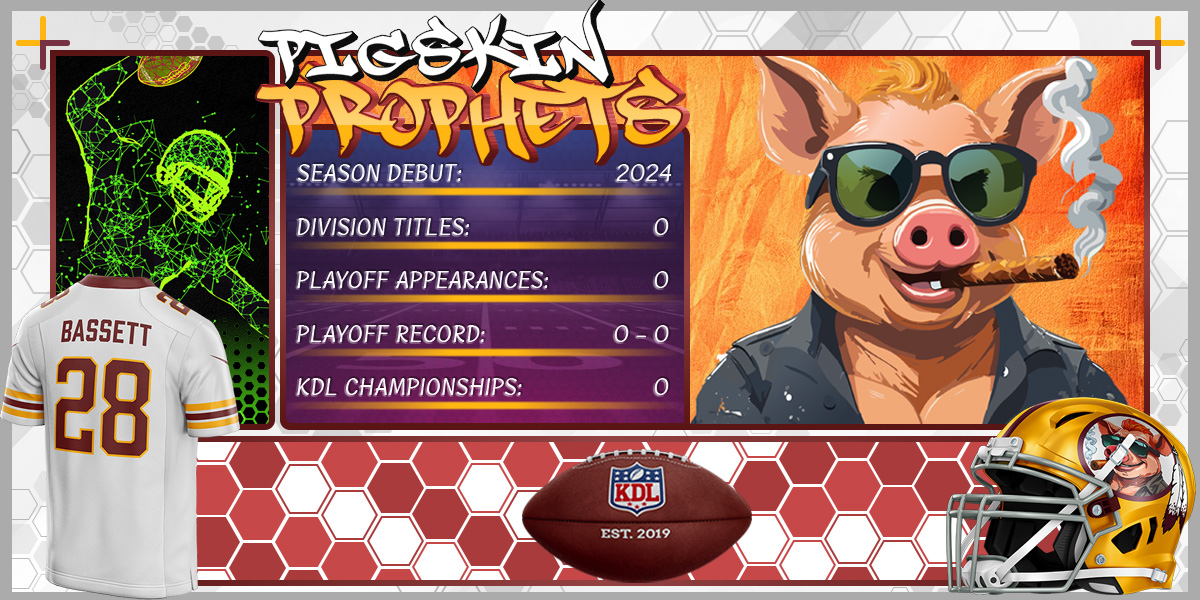 PIGSKIN
PROPHETS
SEASON DEBUT: 2024
DIVISION TITLES: 0
PLAYOFF APPEARANCES: 0
PLAYOFF RECORD: 0 – 0
KDL CHAMPIONSHIPS: 0
BASSETT
28
KDL
EST. 2019